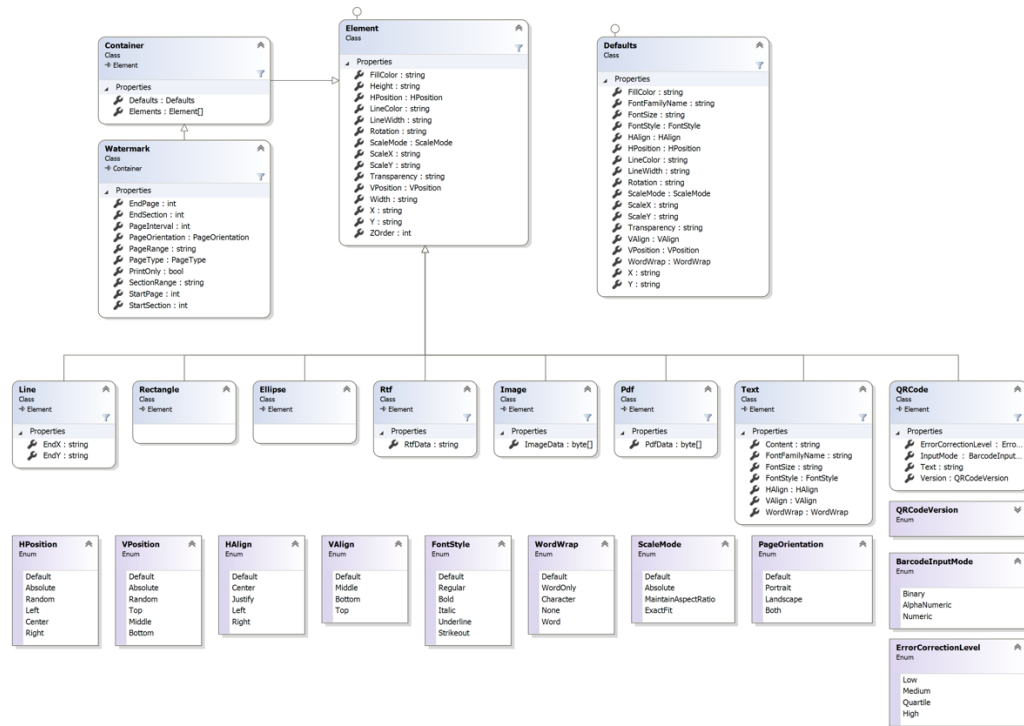 Container
Class
Element
Properties
Defaults : Defaults
Elements : Element[]
Watermark
Class
Container
Properties
EndPage : int
EndSection : int
PageInterval : int
PageOrientation : PageOrientation
PageRange : string
PageType : PageType
PrintOnly : bool
SectionRange : string
StartPage : int
StartSection : int
Element
Class
Properties
FillColor : string
Height : string
HPosition : HPosition
LineColor : string
LineWidth : string
Rotation : string
ScaleMode : ScaleMode
ScaleX : string
ScaleY : string
Transparency : string
VPosition : VPosition
Width : string
X : string
Y : string
ZOrder : int
Defaults
Class
Properties
FillColor : string
FontFamilyName : string
FontSize : string
FontStyle : FontStyle
HAlign : HAlign
HPosition : HPosition
LineColor : string
LineWidth : string
Rotation : string
ScaleMode : ScaleMode
ScaleX : string
ScaleY : string
Transparency : string
VAlign : VAlign
VPosition : VPosition
WordWrap : WordWrap
X : string
Y : string
Line
Class
Element
Properties
EndX : string
EndY : string
Rectangle
Class
Element
Ellipse
Class
Element
Rtf
Class
Element
Properties
RtfData : string
Image
Class
Element
Properties
ImageData : byte[]
Pdf
Class
Element
Properties
PdfData : byte[]
Text
Class
Element
Properties
Content : string
FontFamilyName : string
FontSize : string
FontStyle : FontStyle
HAlign : HAlign
VAlign : VAlign
WordWrap : WordWrap
QRCode
Class
Element
Properties
ErrorCorrectionLevel : Erro...
InputMode : BarcodeInput...
Text : string
Version : QRCodeVersion
HPosition
Enum
Default
Absolute
Random
Left
Center
Right
VPosition
Enum
Default
Absolute
Random
Top
Middle
Bottom
HAlign
Enum
Default
Center
Justify
Left
Right
VAlign
Enum
Default
Middle
Bottom
Top
FontStyle
Enum
Default
Regular
Bold
Italic
Underline
Strikeout
WordWrap
Enum
Default
WordOnly
Character
None
Word
ScaleMode
Enum
Default
Absolute
MaintainAspectRatio
ExactFit
PageOrientation
Enum
Default
Portrait
Landscape
Both
QRCodeVersion
Enum
BarcodeInputMode
Enum
Binary
AlphaNumeric
Numeric
ErrorCorrectionLevel
Enum
Low
Medium
Quartile
High